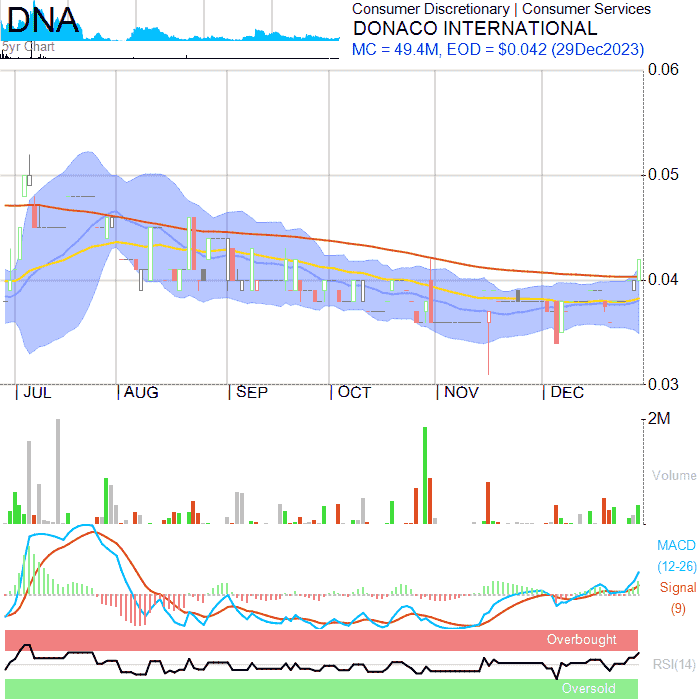 DNA
5yr Chart
Consumer Discretionary | Consumer Services
DONACO INTERNATIONAL
MC = 49.4M, EOD = $0.042 (29Dec2023)
0.06
0.05
0.04
0.03
JUL AUG SEP OCT NOV DEC
2M
Volume
MACD
(12-26)
Signal
(9)
Overbought
RSI(14)
Oversold